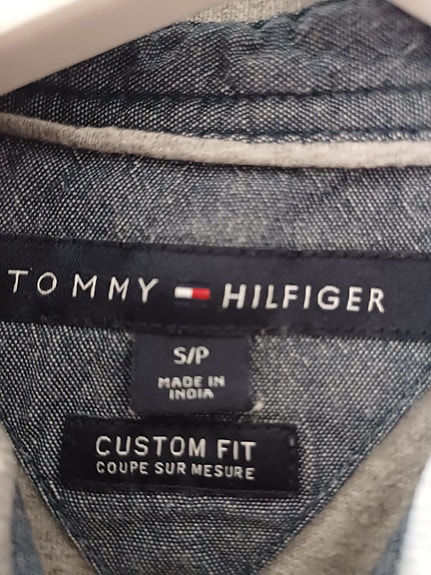 TOMMY HILFIGER
S/P
MADE IN
INDIA
CUSTOM FIT
COUPE SUR MESURE